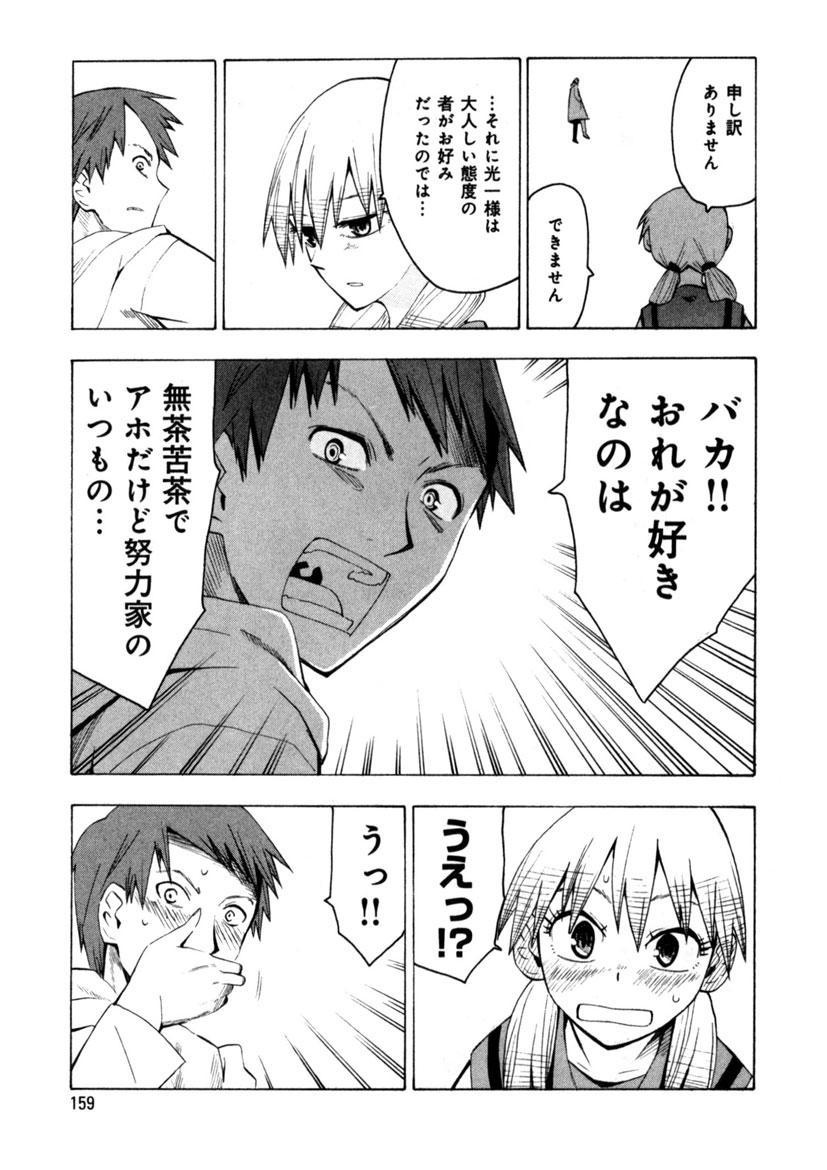 申し訳
ありません
できません
…それに光一様は
大人しい態度の
者がお好み
だったのでは…
バカ!!
おれが好き
なのは
無茶苦茶で
アホだけど努力家の
いつもの…
うえっ!?
うっ!!
159